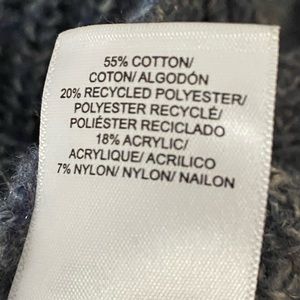 55% COTTON/
COTON/ ALGODÓN
20% RECYCLED POLYESTER/
POLYESTER RECYCLÉ/
POLIÉSTER RECICLADO
18% ACRYLIC/
ACRYLIQUE/ ACRILICO
7% NYLON/ NYLON/ NAILON